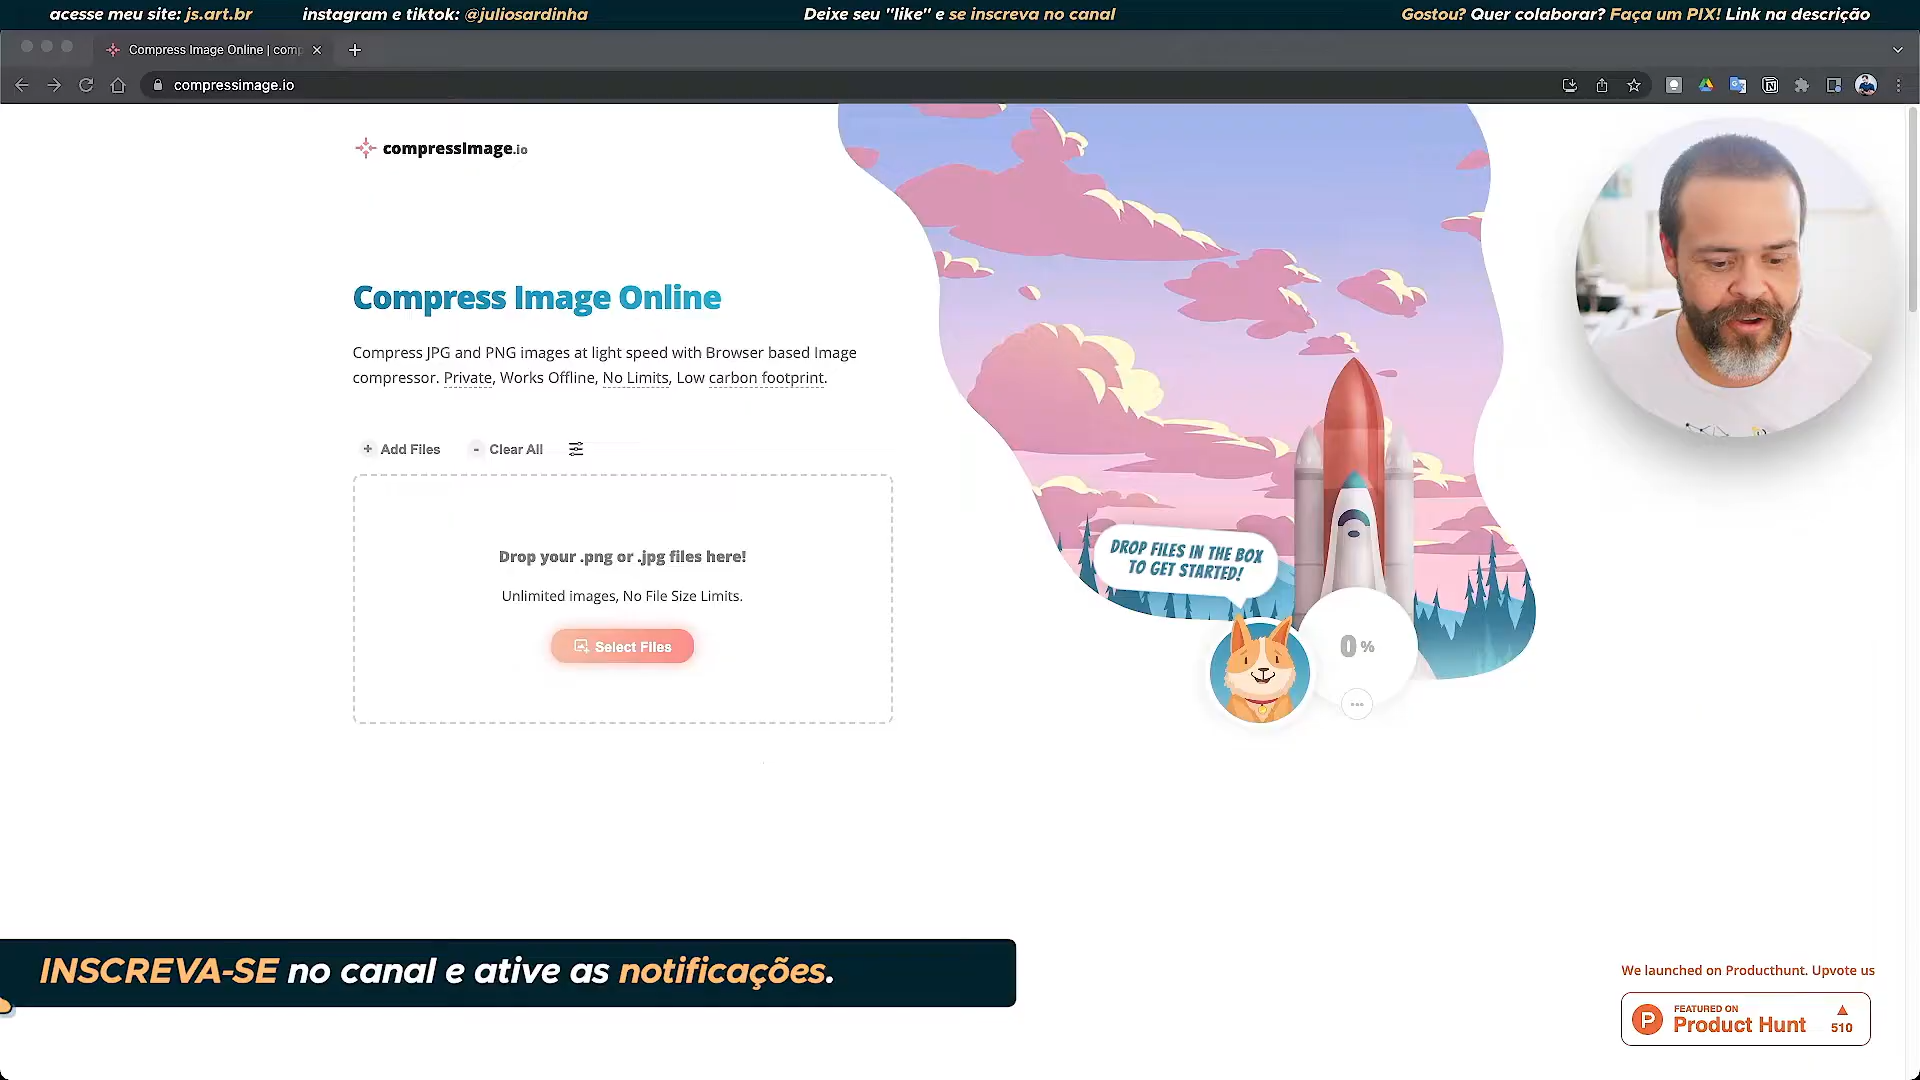 acesse meu site: js.art.br
instagram e tiktok: @juliosardinha
Deixe seu "like" e se inscreva no canal
Gostou? Quer colaborar? Faça um PIX! Link na descrição
Compress Image Online | comp
compressimage.io
compressImage.io
Compress Image Online
Compress JPG and PNG images at light speed with Browser based Image
compressor. Private, Works Offline, No Limits, Low carbon footprint.
+ Add Files
- Clear All
Drop your .png or .jpg files here!
Unlimited images, No File Size Limits.
Select Files
DROP FILES IN THE BOX
TO GET STARTED!
0 %
INSCREVA-SE no canal e ative as notificações.
We launched on Producthunt. Upvote us
P
FEATURED ON
Product Hunt
510